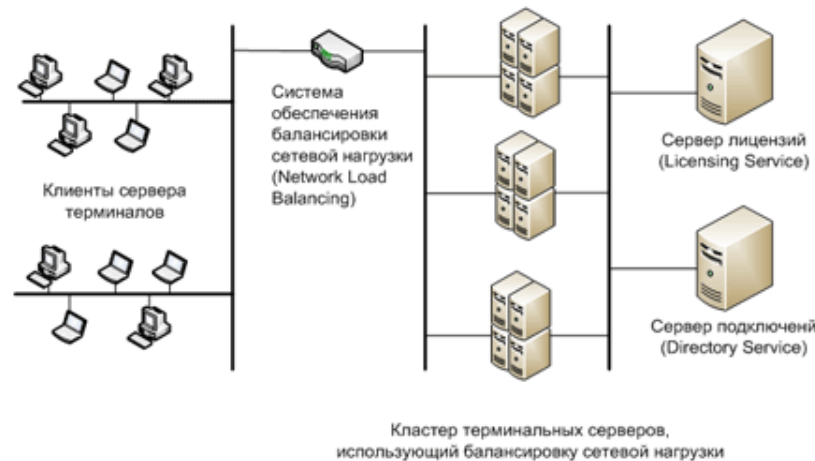 Система
обеспечения
балансировки
сетевой нагрузки
(Network Load
Balancing)
Клиенты сервера
терминалов
Сервер лицензий
(Licensing Service)
Сервер подключений
(Directory Service)
Кластер терминальных серверов,
использующий балансировку сетевой нагрузки